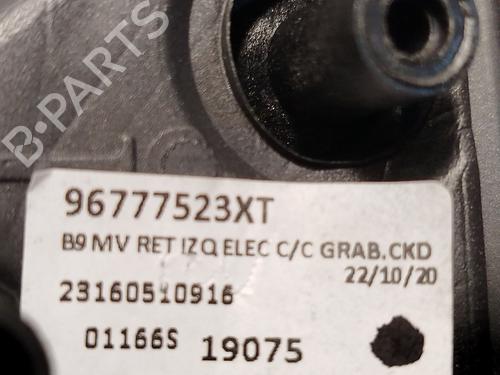 B-PARTS
96777523XT
B9 MV RET IZQ ELEC C/C GRAB.CKD
22/10/20
23160510916
01166S 19075